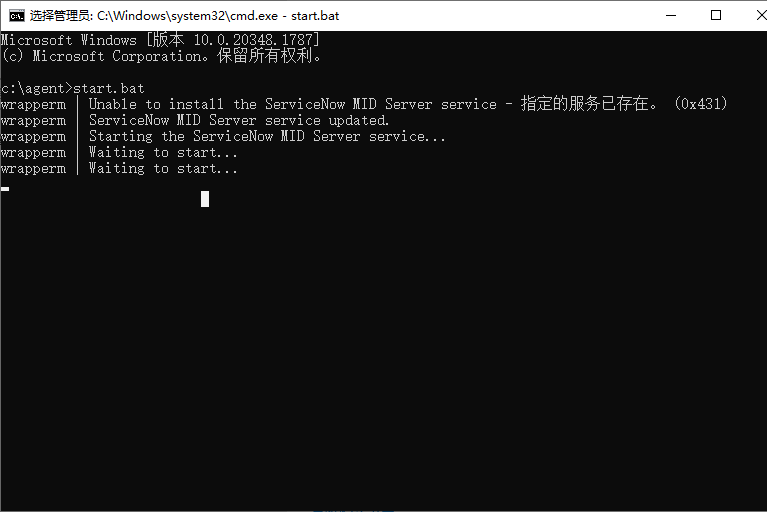 选择管理员: C:\Windows\system32\cmd.exe - start.bat
Microsoft Windows [版本 10.0.20348.1787]
(c) Microsoft Corporation。保留所有权利。
c:\agent>start.bat
wrapperm | Unable to install the ServiceNow MID Server service - 指定的服务已存在。 (0x431)
wrapperm | ServiceNow MID Server service updated.
wrapperm | Starting the ServiceNow MID Server service...
wrapperm | Waiting to start...
wrapperm | Waiting to start...